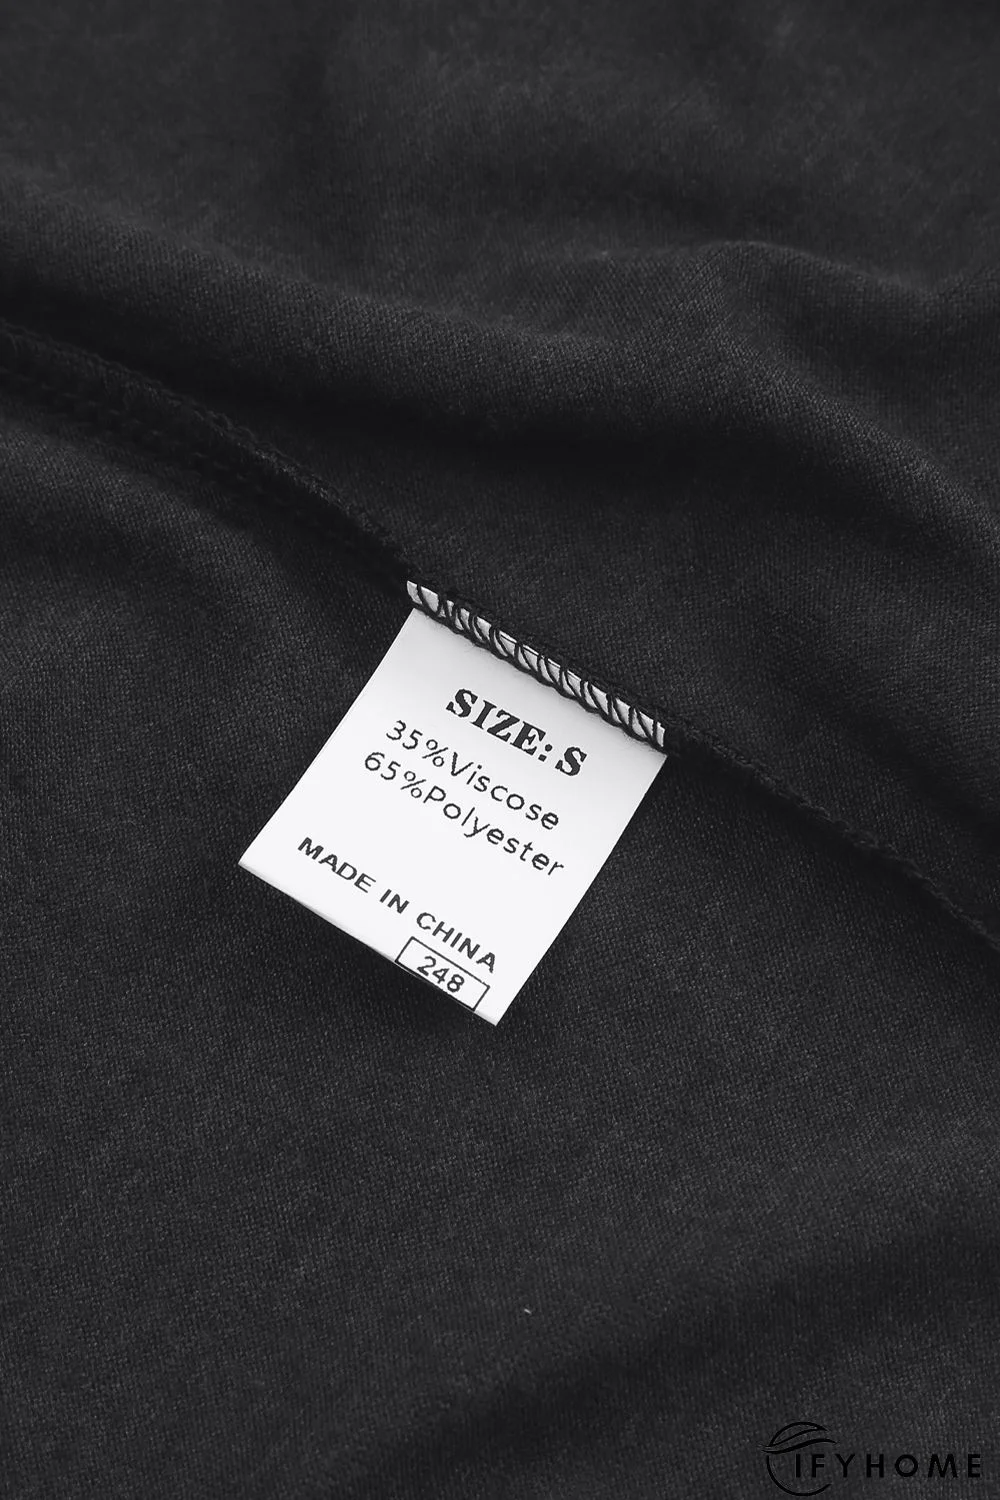 SIZE: S
35%Viscose
65%Polyester
MADE IN CHINA
248
IFYHOME